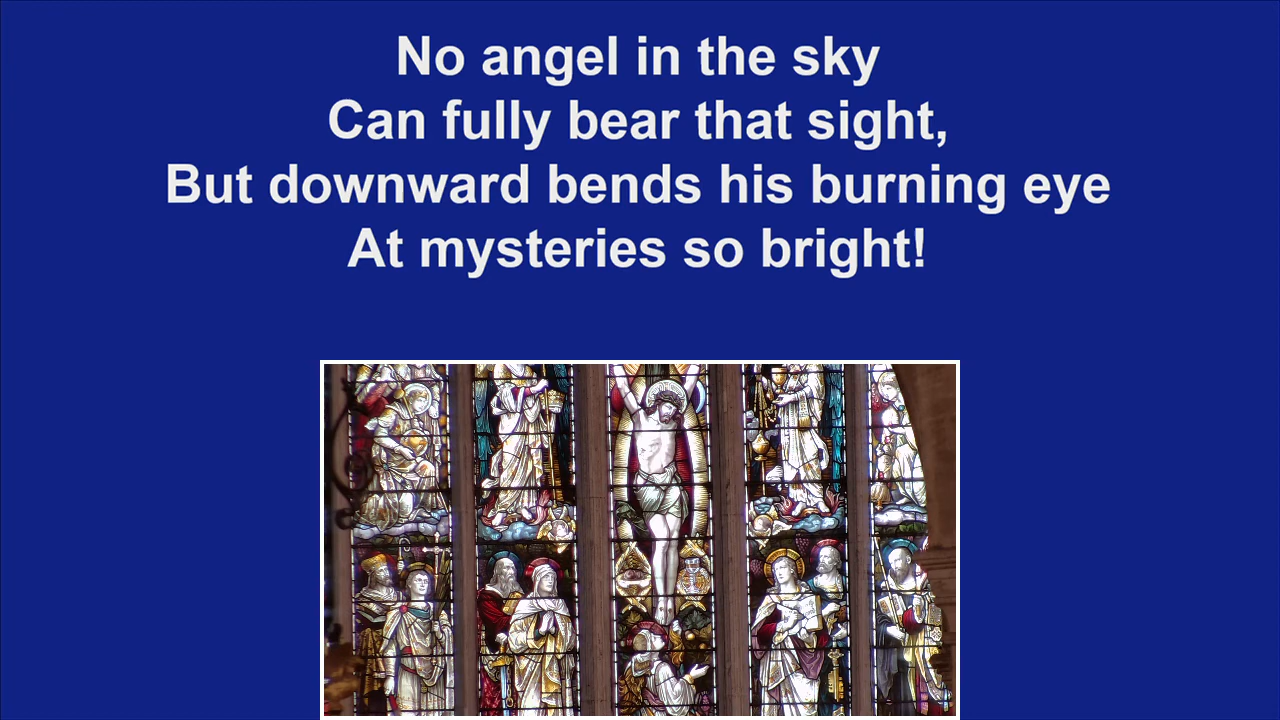 No angel in the sky
Can fully bear that sight,
But downward bends his burning eye
At mysteries so bright!